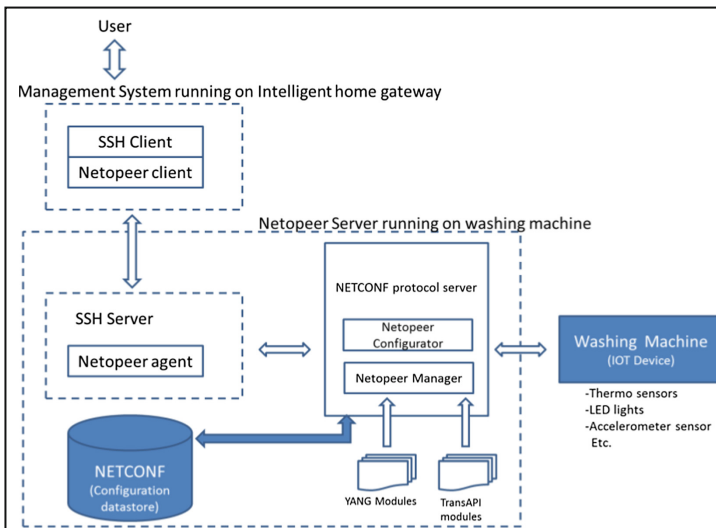 User
Management System running on Intelligent home gateway
SSH Client
Netopeer client
Netopeer Server running on washing machine
NETCONF protocol server
SSH Server
Netopeer agent
Netopeer
Configurator
Netopeer Manager
Washing Machine
(IOT Device)
-Thermo sensors
-LED lights
-Accelerometer sensor
Etc.
NETCONF
(Configuration
datastore)
YANG Modules
TransAPI
modules